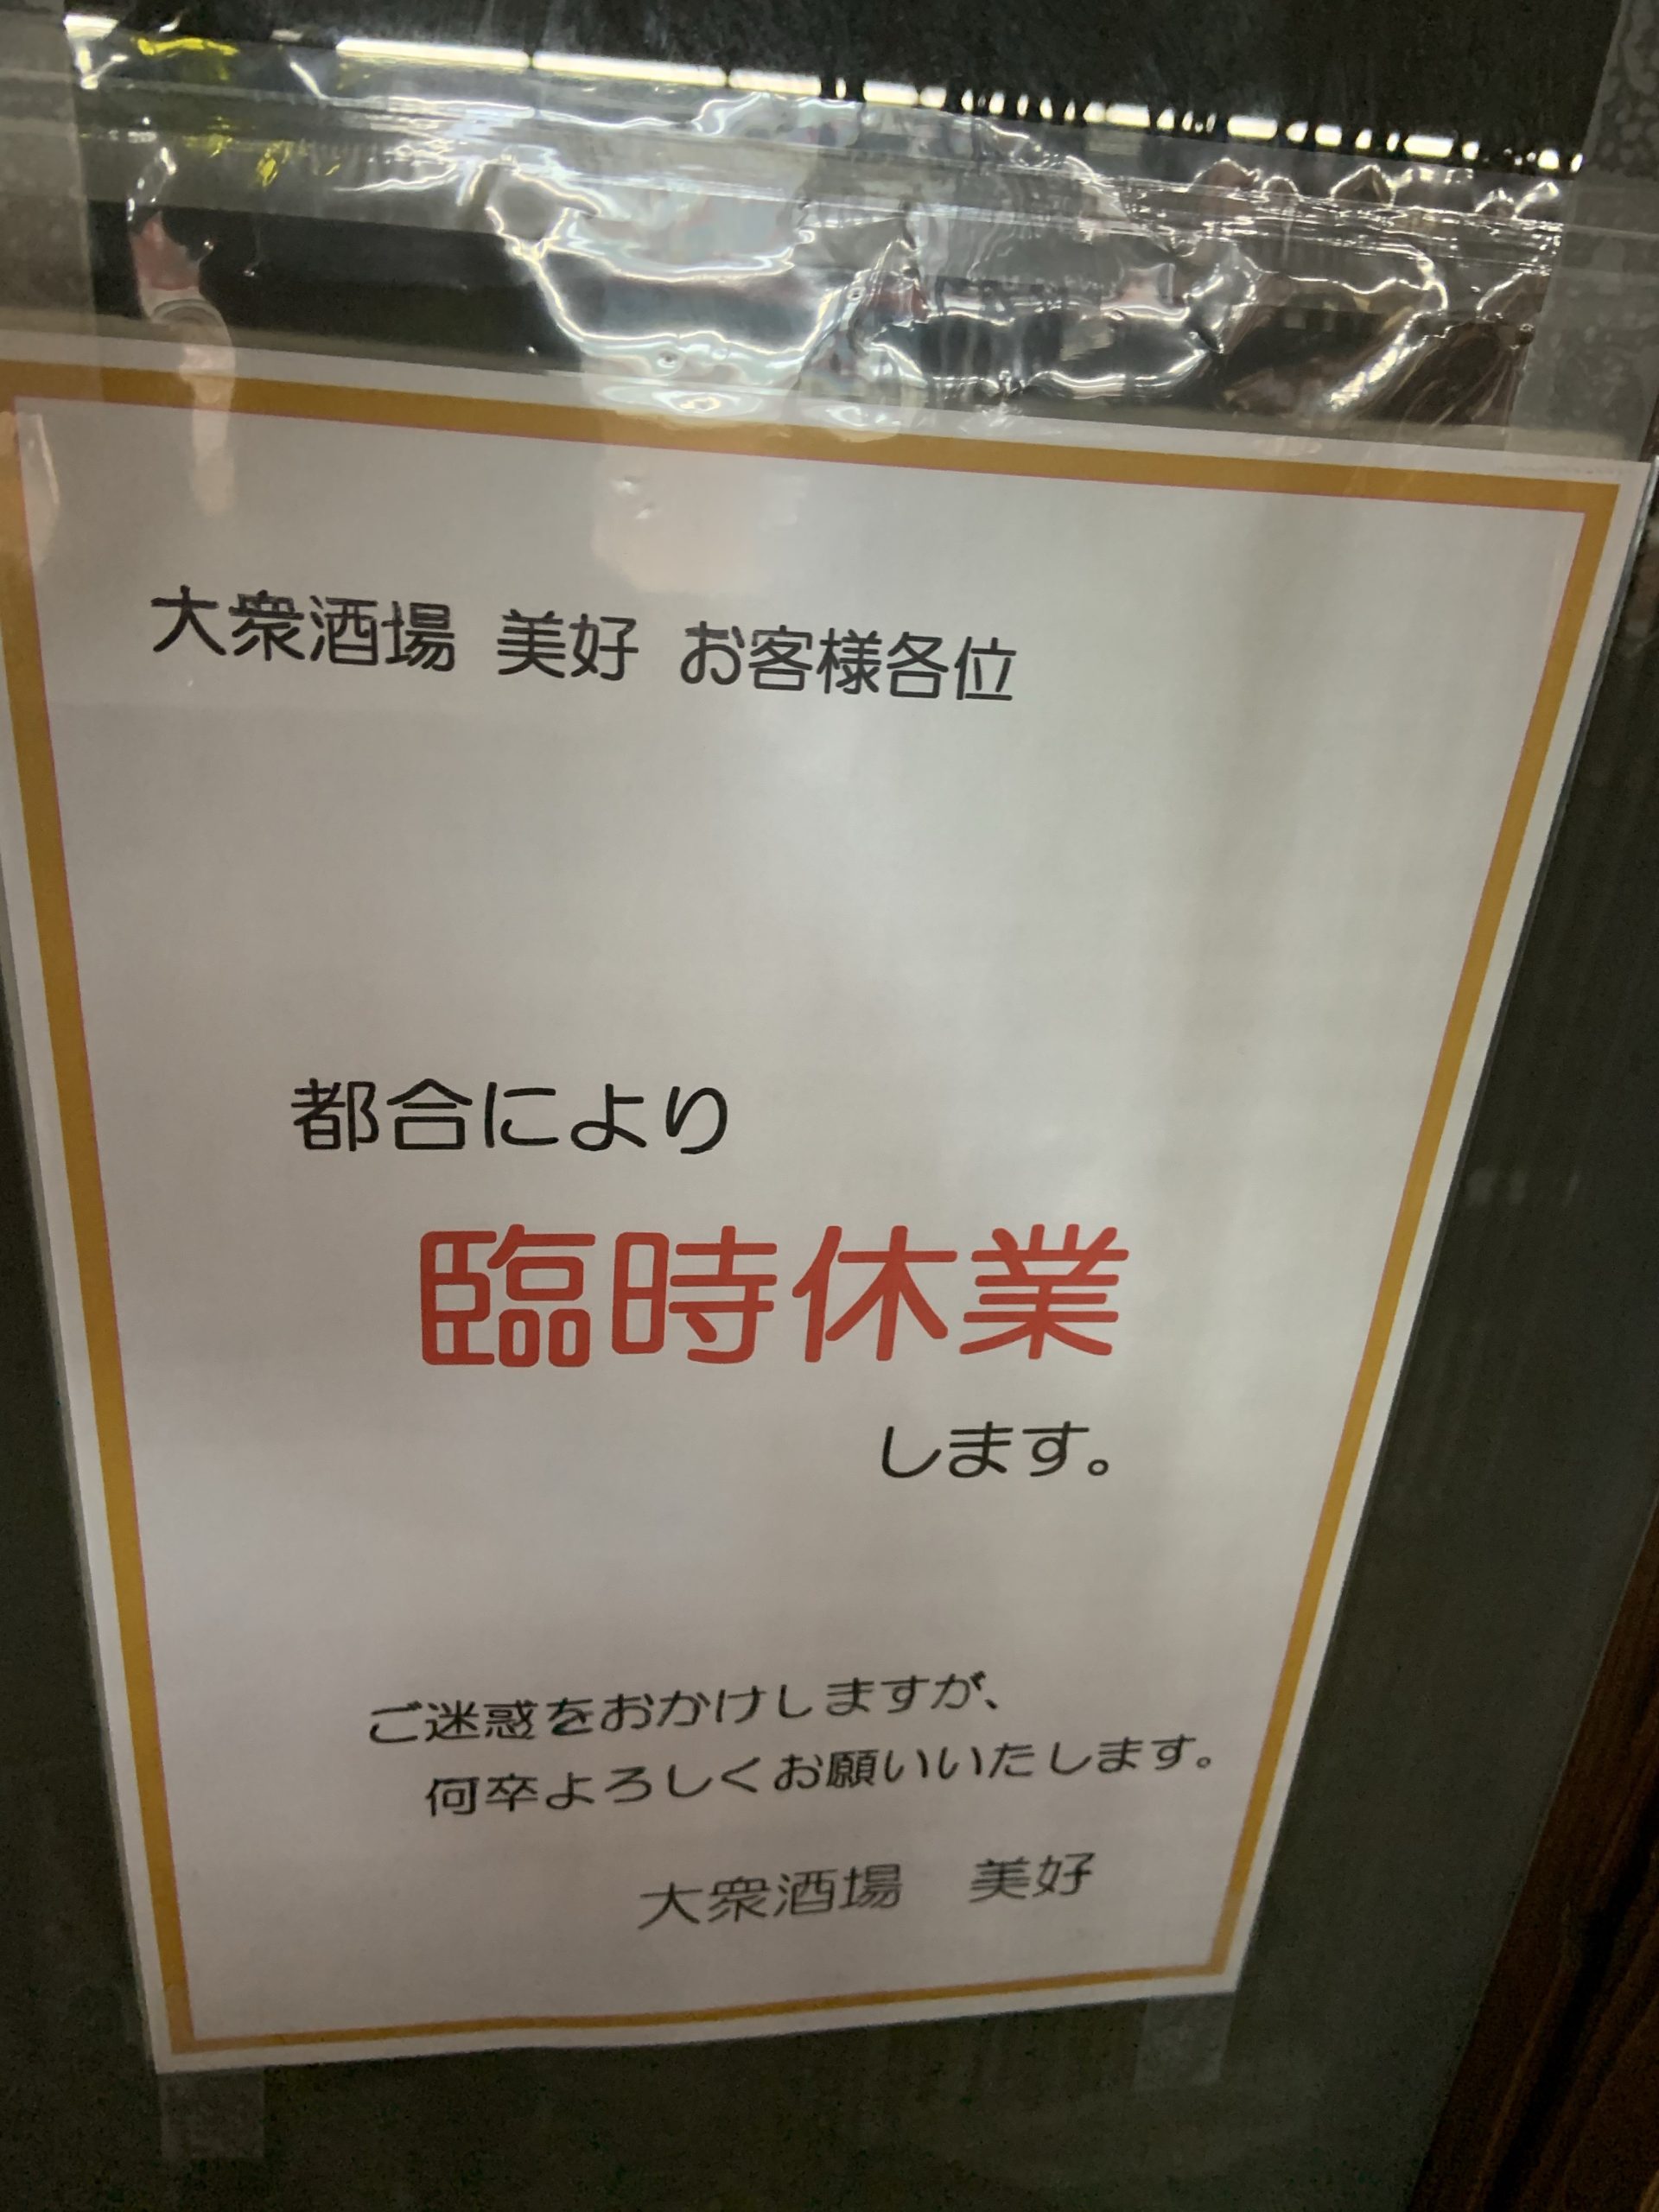 大衆酒場 美好 お客様各位
都合により
臨時休業
します。
ご迷惑をおかけしますが、
何卒よろしくお願いいたします。
大衆酒場　美好